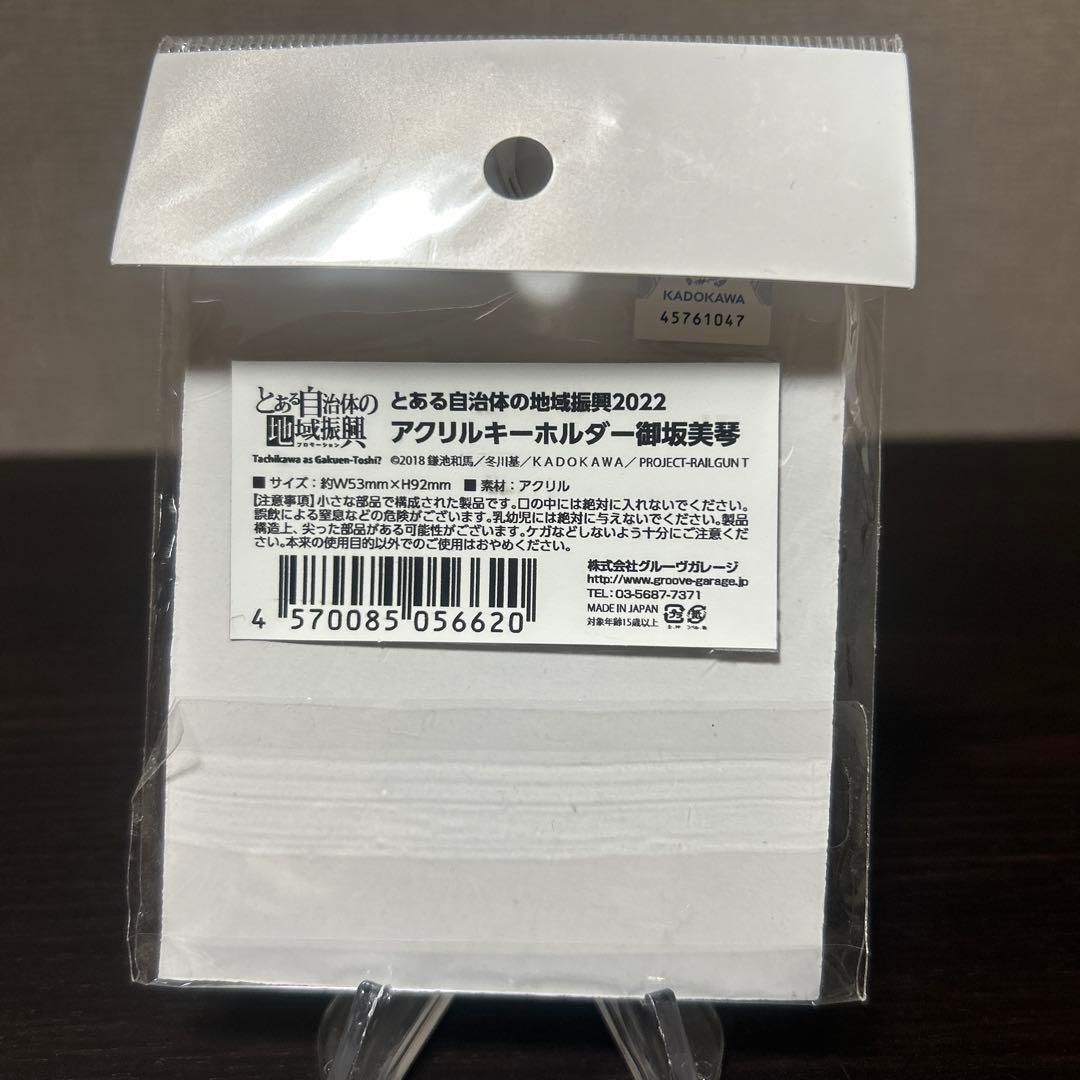 KADOKAWA
45761047
とある自治体の
地域振興
プロモーション
Tachikawa as Gakuen-Toshi?
とある自治体の地域振興2022
アクリルキーホルダー御坂美琴
©2018 鎌池和馬／冬川基／KADOKAWA／PROJECT-RAILGUN T
■ サイズ：約W53mm×H92mm ■ 素材：アクリル
【注意事項】小さな部品で構成された製品です。口の中には絶対に入れないでください。
誤飲による窒息などの危険がございます。乳幼児には絶対に与えないでください。製品
構造上、尖った部品がある可能性がございます。ケガなどしないよう十分にご注意くだ
さい。本来の使用目的以外でのご使用はおやめください。
4 570085 056620
株式会社グルーヴガレージ
http://www.groove-garage.jp
TEL：03-5687-7371
MADE IN JAPAN プラ 紙
対象年齢15歳以上